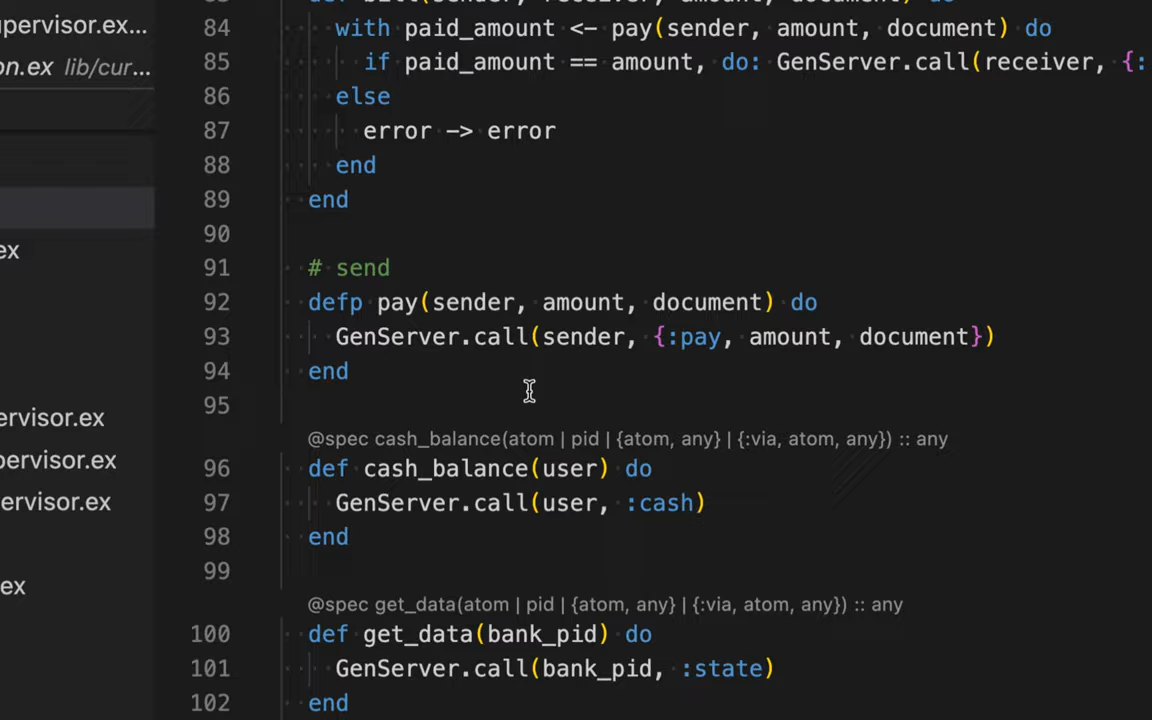 pervisor.ex...
on.ex lib/cur...
ex
ervisor.ex
pervisor.ex
ervisor.ex
ex
84 with paid_amount <- pay(sender, amount, document) do
85 if paid_amount == amount, do: GenServer.call(receiver, {:
86 else
87 error -> error
88 end
89 end
90
91 # send
92 defp pay(sender, amount, document) do
93 GenServer.call(sender, {:pay, amount, document})
94 end
95
@spec cash_balance(atom | pid | {atom, any} | {:via, atom, any}) :: any
96 def cash_balance(user) do
97 GenServer.call(user, :cash)
98 end
99
@spec get_data(atom | pid | {atom, any} | {:via, atom, any}) :: any
100 def get_data(bank_pid) do
101 GenServer.call(bank_pid, :state)
102 end